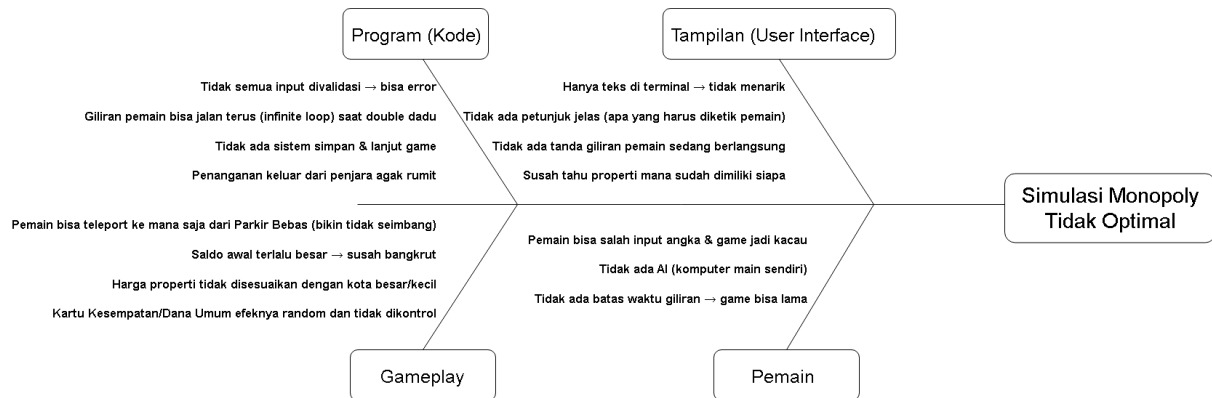 Program (Kode)
Tidak semua input divalidasi → bisa error
Giliran pemain bisa jalan terus (infinite loop) saat double dadu
Tidak ada sistem simpan & lanjut game
Penanganan keluar dari penjara agak rumit
Tampilan (User Interface)
Hanya teks di terminal → tidak menarik
Tidak ada petunjuk jelas (apa yang harus diketik pemain)
Tidak ada tanda giliran pemain sedang berlangsung
Susah tahu properti mana sudah dimiliki siapa
Simulasi Monopoly
Tidak Optimal
Pemain bisa teleport ke mana saja dari Parkir Bebas (bikin tidak seimbang)
Saldo awal terlalu besar → susah bangkrut
Harga properti tidak disesuaikan dengan kota besar/kecil
Kartu Kesempatan/Dana Umum efeknya random dan tidak dikontrol
Gameplay
Pemain bisa salah input angka & game jadi kacau
Tidak ada AI (komputer main sendiri)
Tidak ada batas waktu giliran → game bisa lama
Pemain